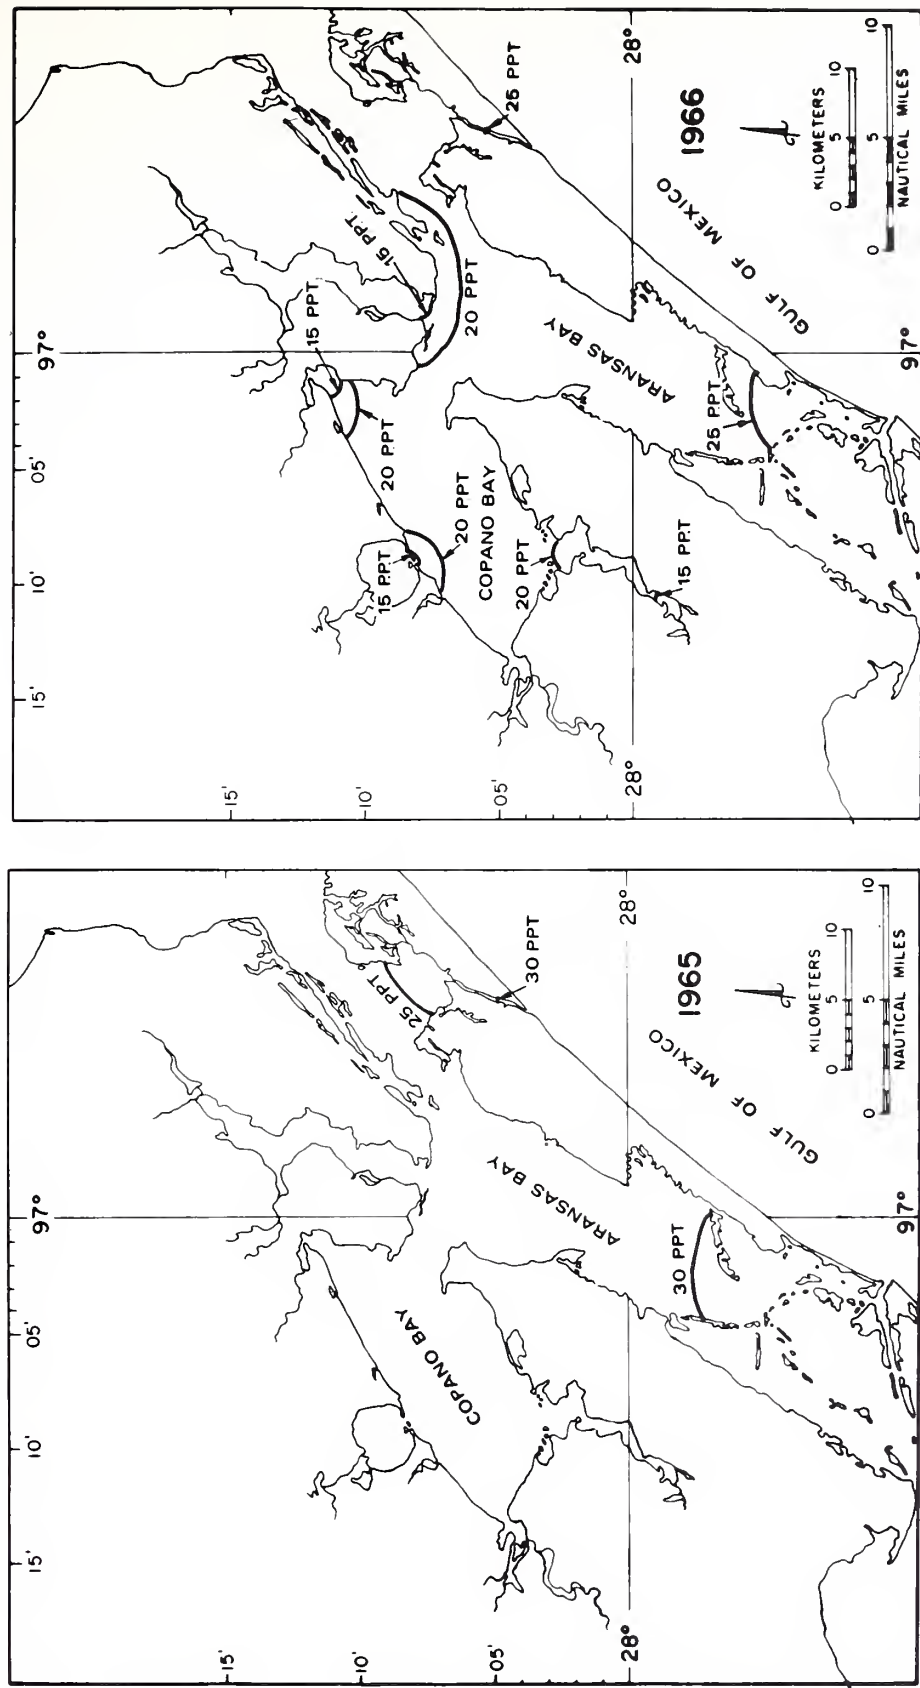 15'
10'
05'
97°
15'
10'
05'
28°
25 PPT
COPANO BAY
ARANSAS BAY
30 PPT
28°
30 PPT
1965
GULF OF MEXICO
KILOMETERS
0 5 10
0 5 10
NAUTICAL MILES
97°
15'
10'
05'
97°
15'
10'
05'
28°
15 PPT
15 PPT
20 PPT
20 PPT
15 PPT
20 PPT
COPANO BAY
20 PPT
15 PPT
25 PPT
ARANSAS BAY
25 PPT
28°
1966
GULF OF MEXICO
KILOMETERS
0 5 10
0 5 10
NAUTICAL MILES
97°